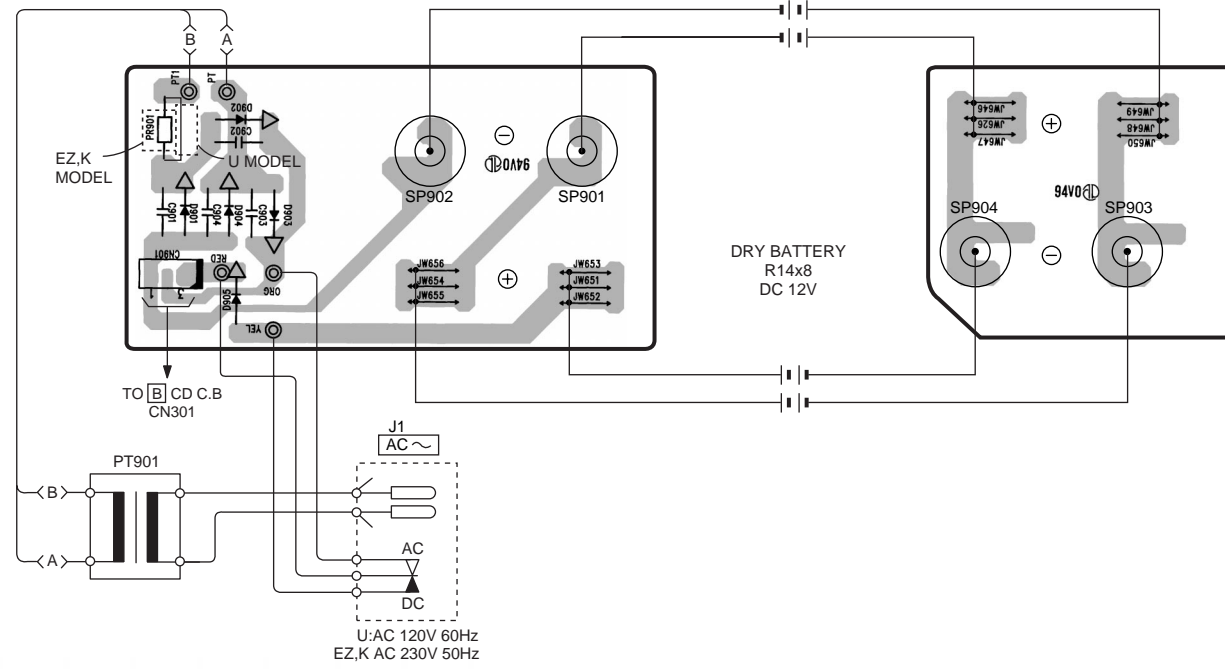 B
A
PT1
PT
D902
C902
PR901
EZ,K
MODEL
U MODEL
SP902
94V0
SP901
C901
D901
C904
D904
C903
D903
CN901
1
3
RED
D905
ORG
YEL
JW656
JW654
JW655
JW653
JW651
JW652
TO B CD C.B
CN301
DRY BATTERY
R14x8
DC 12V
JW646
JW626
JW647
JW649
JW648
JW650
94V0
SP904
SP903
PT901
B
A
J1
AC ~
AC
DC
U:AC 120V 60Hz
EZ,K AC 230V 50Hz